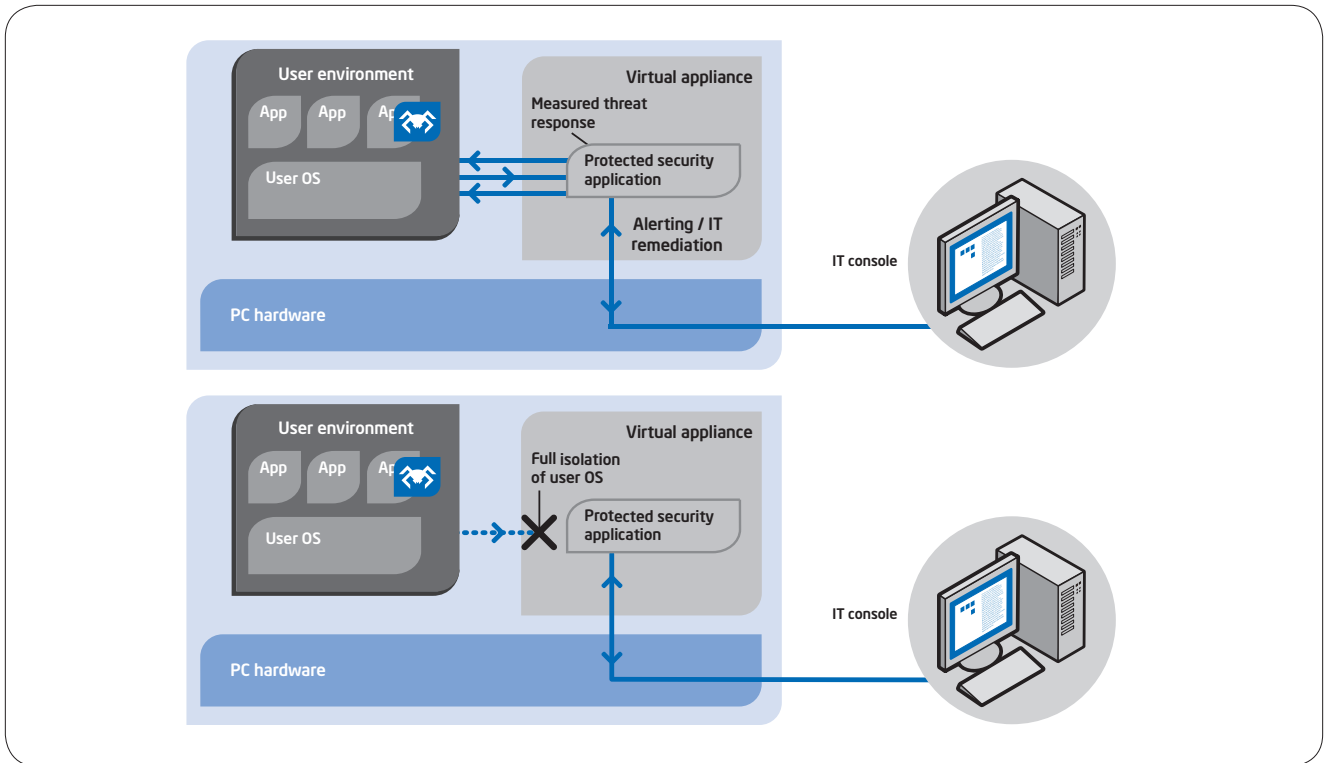 User environment
Virtual appliance
App
App
Ap
Measured threat
response
User OS
Protected security
application
Alerting / IT
remediation
IT console
PC hardware
User environment
Virtual appliance
App
App
Ap
Full isolation
of user OS
User OS
Protected security
application
IT console
PC hardware